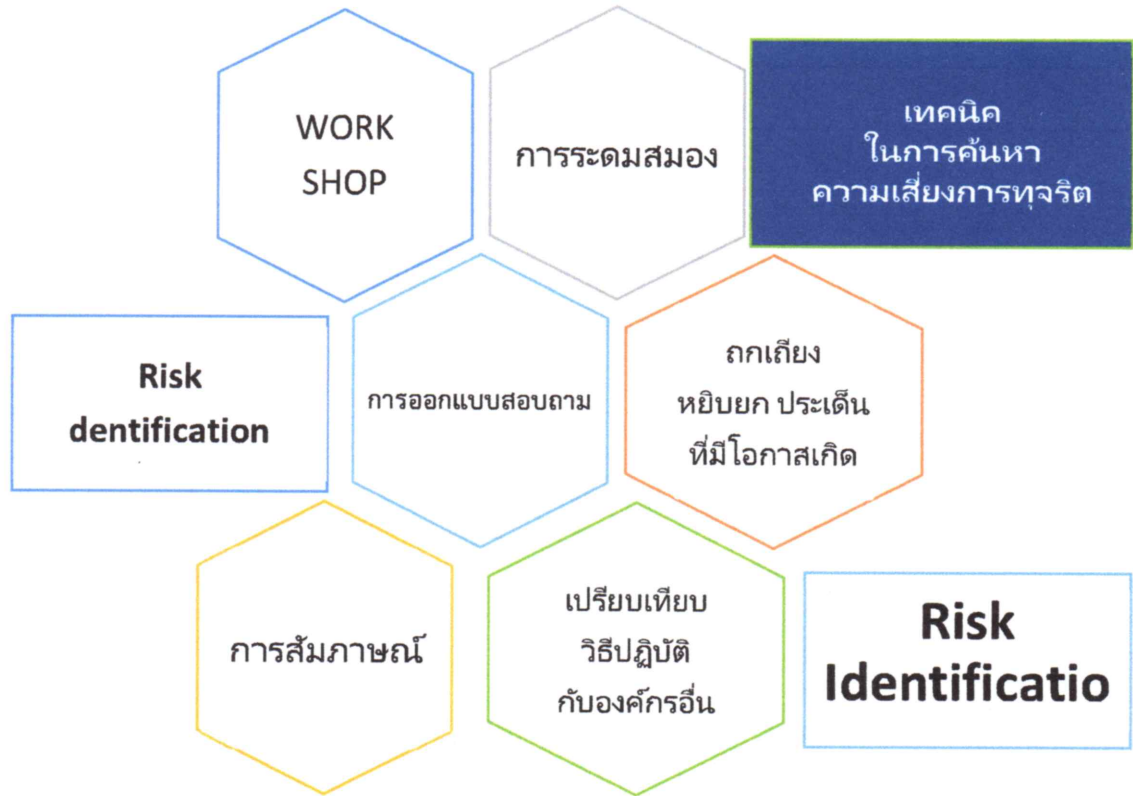 WORK
SHOP
การระดมสมอง
เทคนิค
ในการค้นหา
ความเสี่ยงการทุจริต
Risk
dentification
การออกแบบสอบถาม
ถกเถียง
หยิบยก ประเด็น
ที่มีโอกาสเกิด
การสัมภาษณ์
เปรียบเทียบ
วิธีปฏิบัติ
กับองค์กรอื่น
Risk
Identificatio